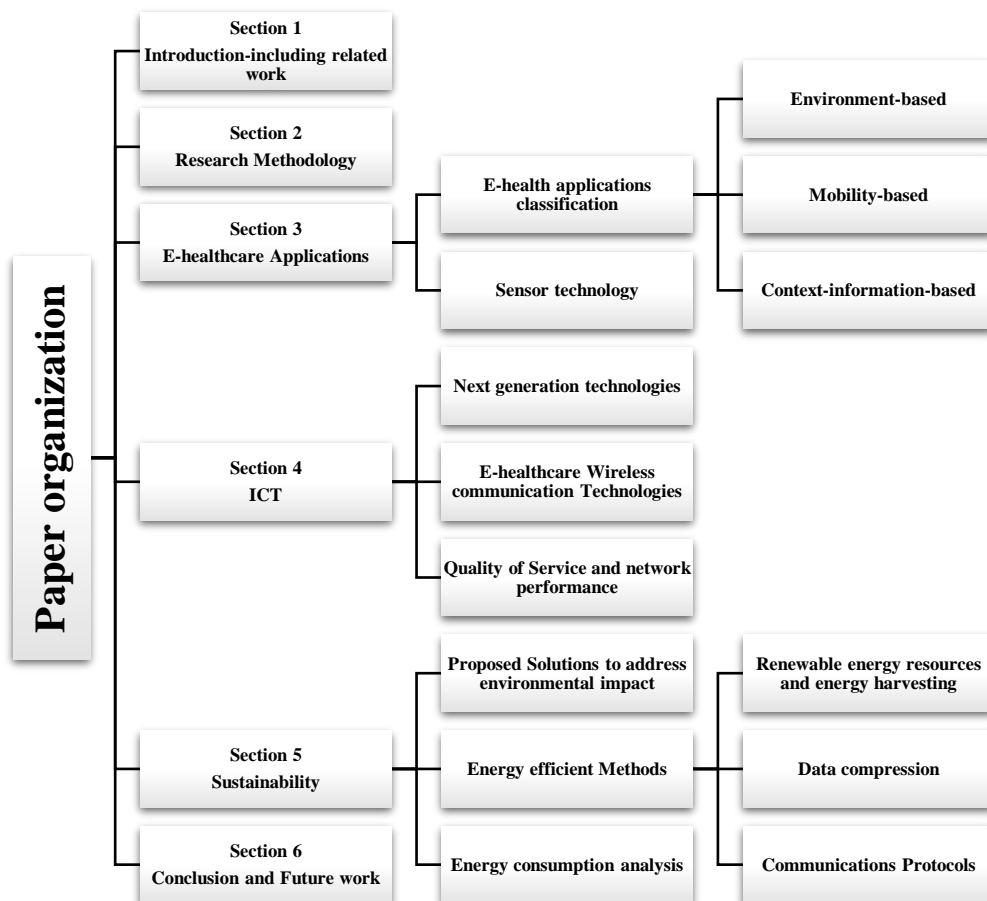 Paper organization
Section 1
Introduction-including related
work
Section 2
Research Methodology
Section 3
E-healthcare Applications
E-health applications
classification
Environment-based
Mobility-based
Context-information-based
Sensor technology
Section 4
ICT
Next generation technologies
E-healthcare Wireless
communication Technologies
Quality of Service and network
performance
Section 5
Sustainability
Proposed Solutions to address
environmental impact
Energy efficient Methods
Renewable energy resources
and energy harvesting
Data compression
Communications Protocols
Energy consumption analysis
Section 6
Conclusion and Future work